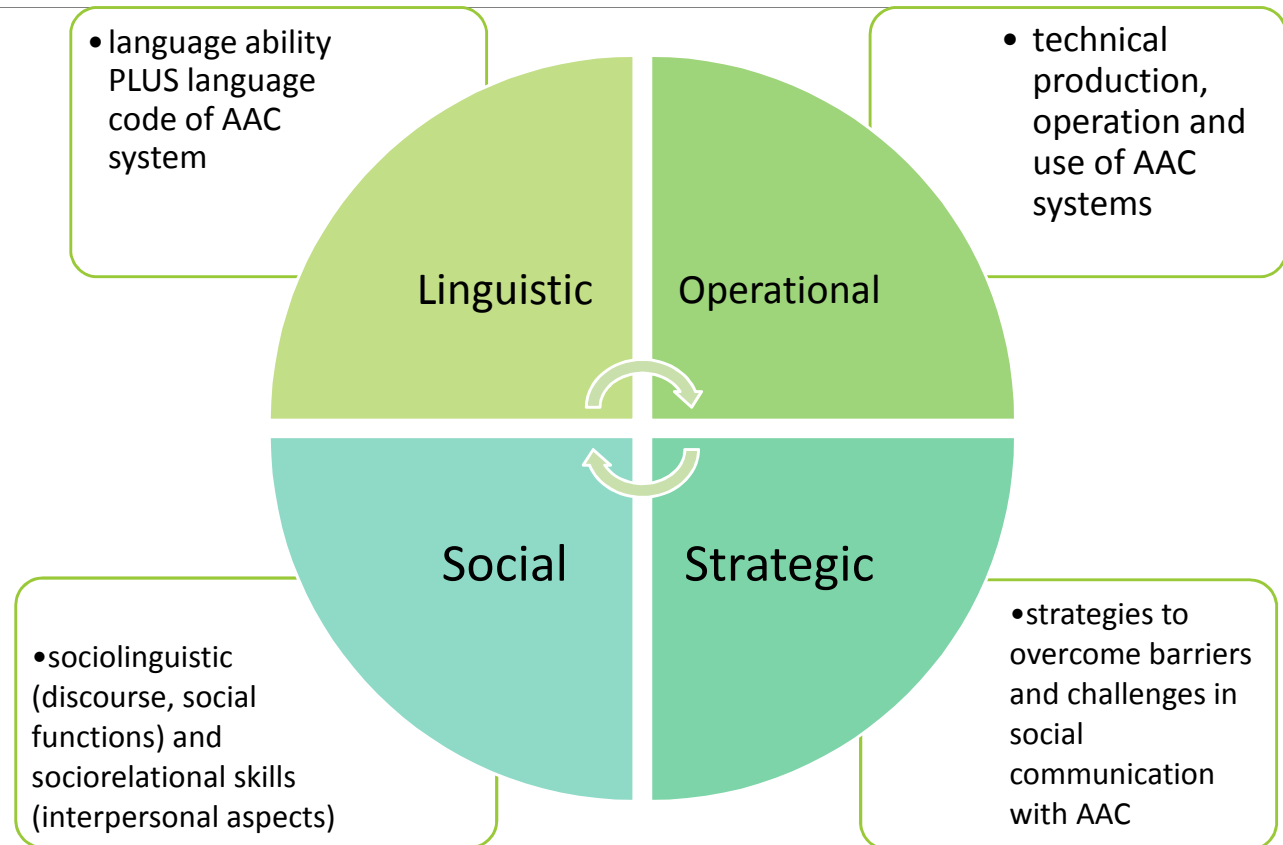 •language ability
PLUS language
code of AAC
system
• technical
production,
operation and
use of AAC
systems
Linguistic
Operational
Social
Strategic
•sociolinguistic
(discourse, social
functions) and
sociorelational skills
(interpersonal aspects)
•strategies to
overcome barriers
and challenges in
social
communication
with AAC